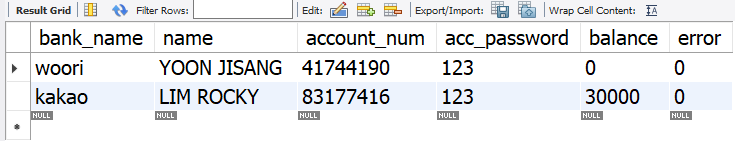 Result Grid Filter Rows: Edit: Export/Import: Wrap Cell Content: IA
bank_name name account_num acc_password balance error
woori YOON JISANG 41744190 123 0 0
kakao LIM ROCKY 83177416 123 30000 0
NULL NULL NULL NULL NULL NULL